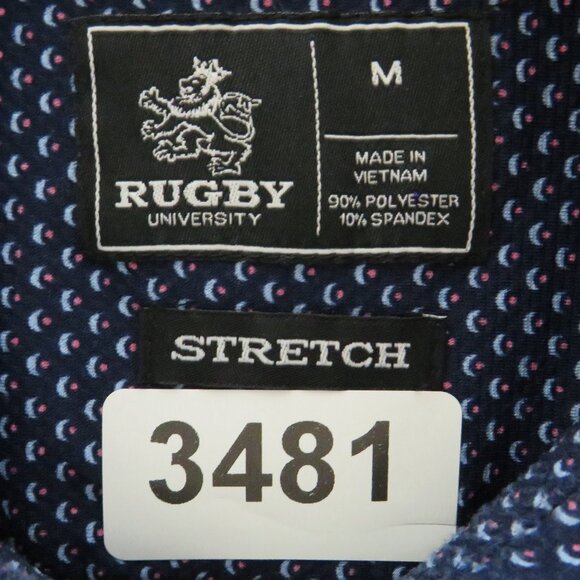 RUGBY
UNIVERSITY
M
MADE IN
VIETNAM
90% POLYESTER
10% SPANDEX
STRETCH
3481